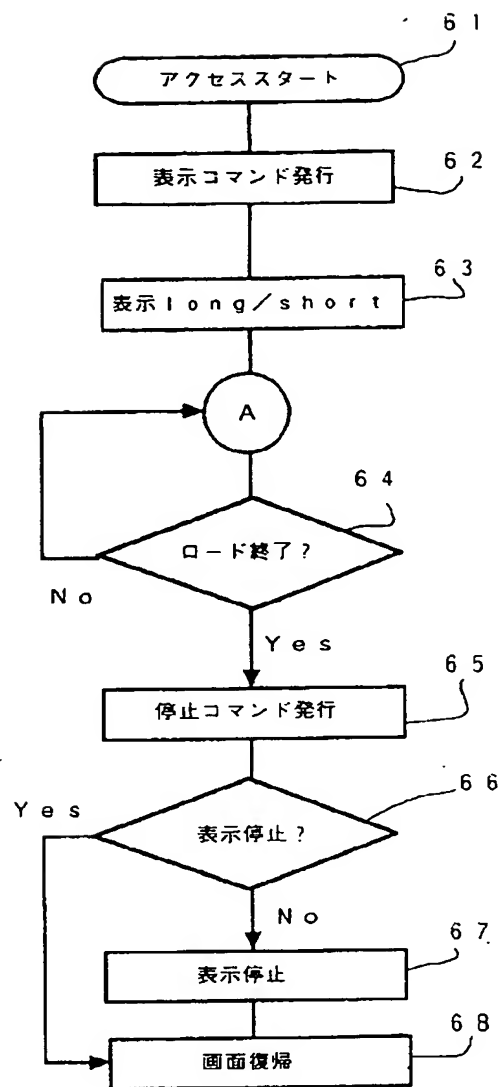 61
アクセススタート
62
表示コマンド発行
63
表示long/short
A
64
ロード終了?
No
Yes
65
停止コマンド発行
66
Yes
表示停止?
No
67
表示停止
68
画面復帰